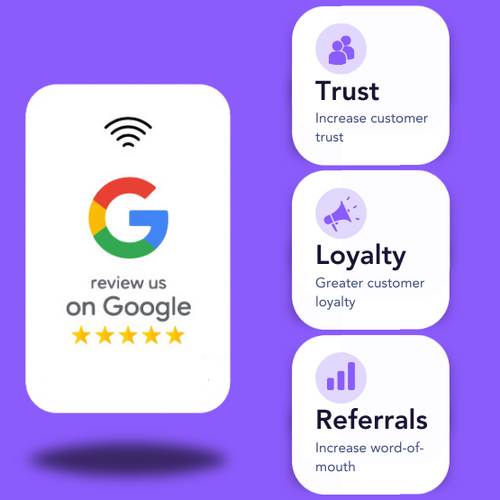 review us
on Google
Trust
Increase customer
trust
Loyalty
Greater customer
loyalty
Referrals
Increase word-of-
mouth